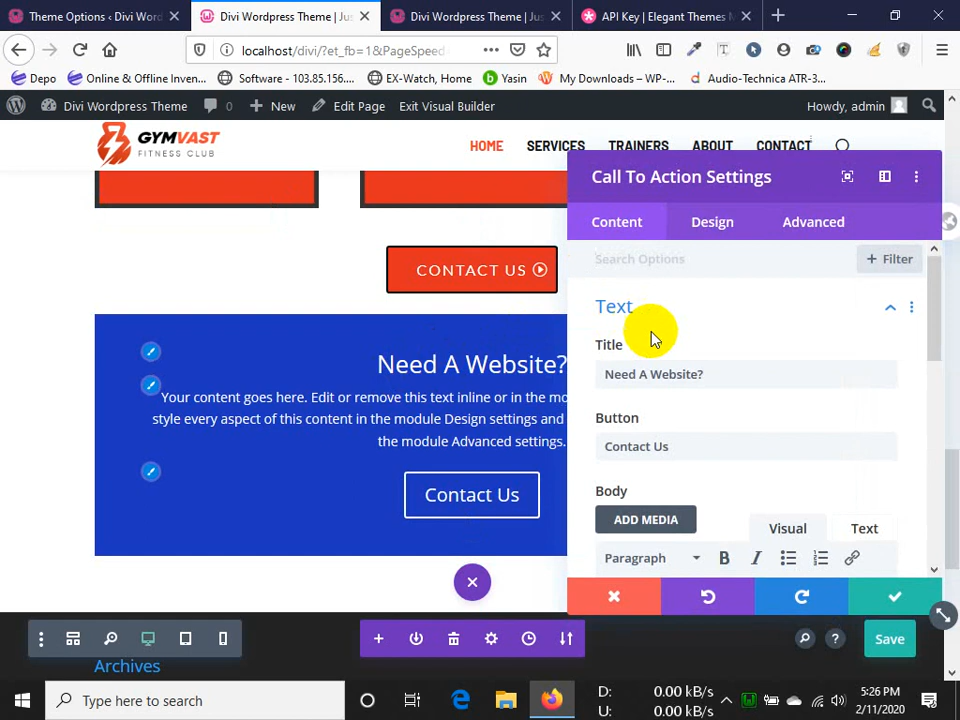 Theme Options ‹ Divi Word
Divi Wordpress Theme | Jus
Divi Wordpress Theme | Jus
API Key | Elegant Themes M
localhost/divi/?et_fb=1&PageSpeed
Depo
Online & Offline Inven...
Software - 103.85.156....
EX-Watch, Home
Yasin
My Downloads – WP-...
Audio-Technica ATR-3...
Divi Wordpress Theme
0
New
Edit Page
Exit Visual Builder
Howdy, admin
GYMVAST
FITNESS CLUB
HOME
SERVICES
TRAINERS
ABOUT
CONTACT
Call To Action Settings
Content
Design
Advanced
Search Options
+ Filter
Text
Title
Need A Website?
Button
Contact Us
Body
ADD MEDIA
Visual
Text
Paragraph
B
I
CONTACT US
Need A Website?
Your content goes here. Edit or remove this text inline or in the mo
style every aspect of this content in the module Design settings and
the module Advanced settings.
Contact Us
Save
Archives
Type here to search
D: 0.00 kB/s
U: 0.00 kB/s
5:26 PM
2/11/2020